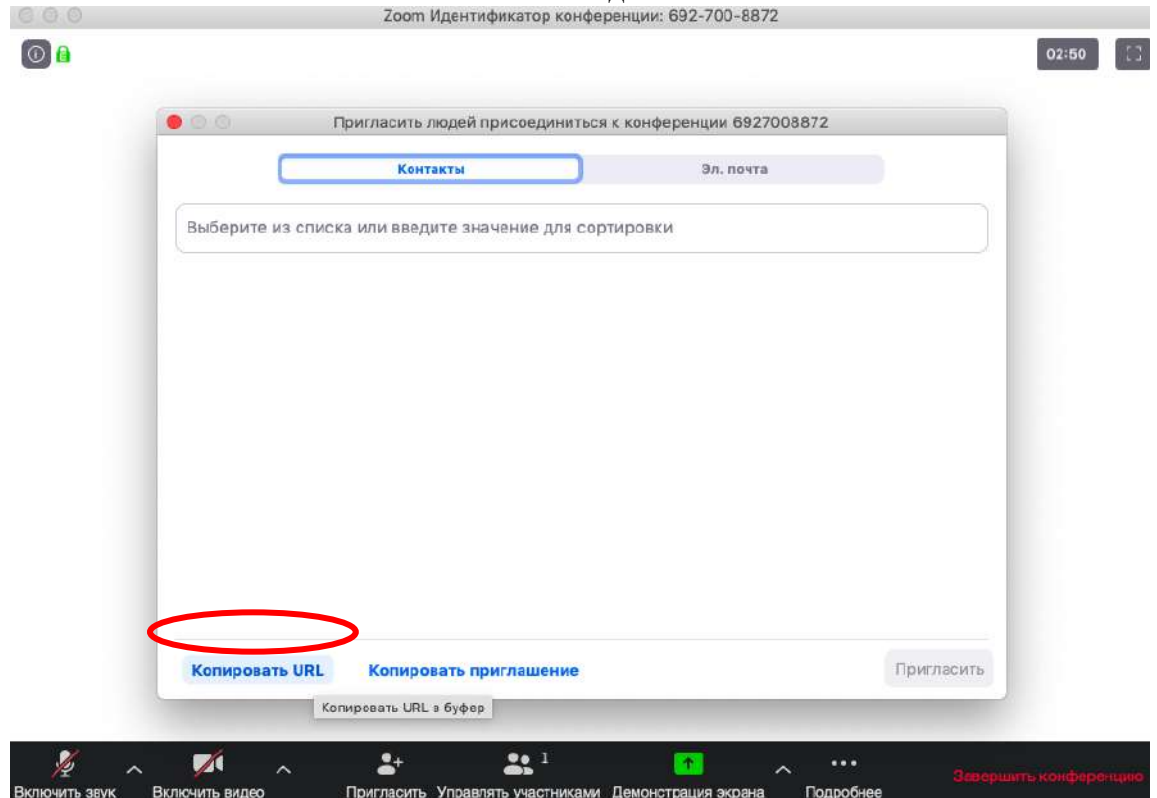 Zoom Идентификатор конференции: 692-700-8872
02:50
Пригласить людей присоединиться к конференции 6927008872
Контакты Эл. почта
Выберите из списка или введите значение для сортировки
Копировать URL Копировать приглашение Пригласить
Копировать URL в буфер
1
Включить звук Включить видео Пригласить Управлять участниками Демонстрация экрана Подробнее Завершить конференцию